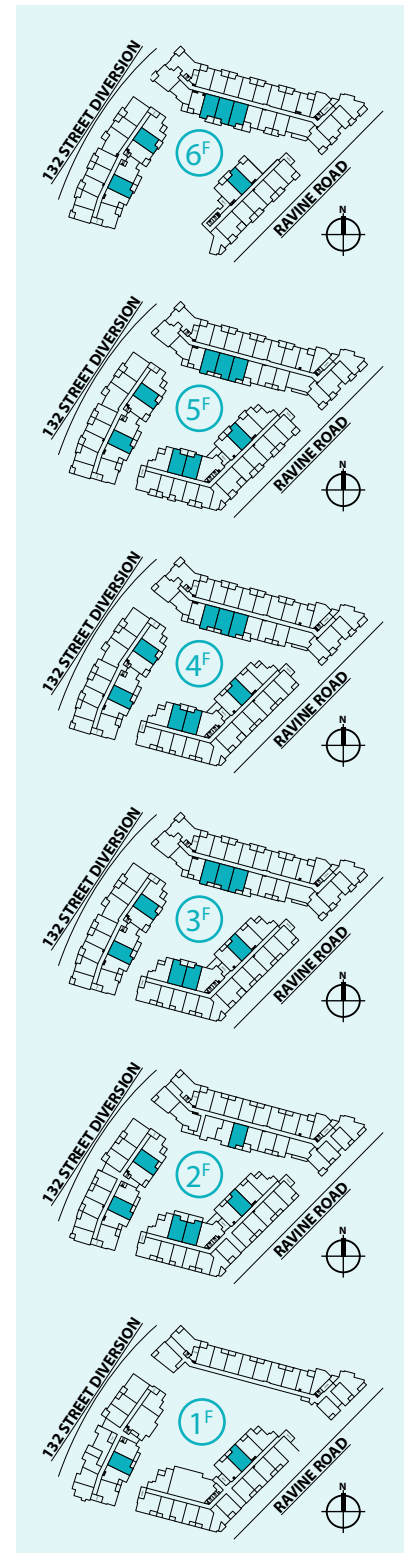 132 STREET DIVERSION
6F
RAVINE ROAD
N
132 STREET DIVERSION
5F
RAVINE ROAD
N
132 STREET DIVERSION
4F
RAVINE ROAD
N
132 STREET DIVERSION
3F
RAVINE ROAD
N
132 STREET DIVERSION
2F
RAVINE ROAD
N
132 STREET DIVERSION
1F
RAVINE ROAD
N